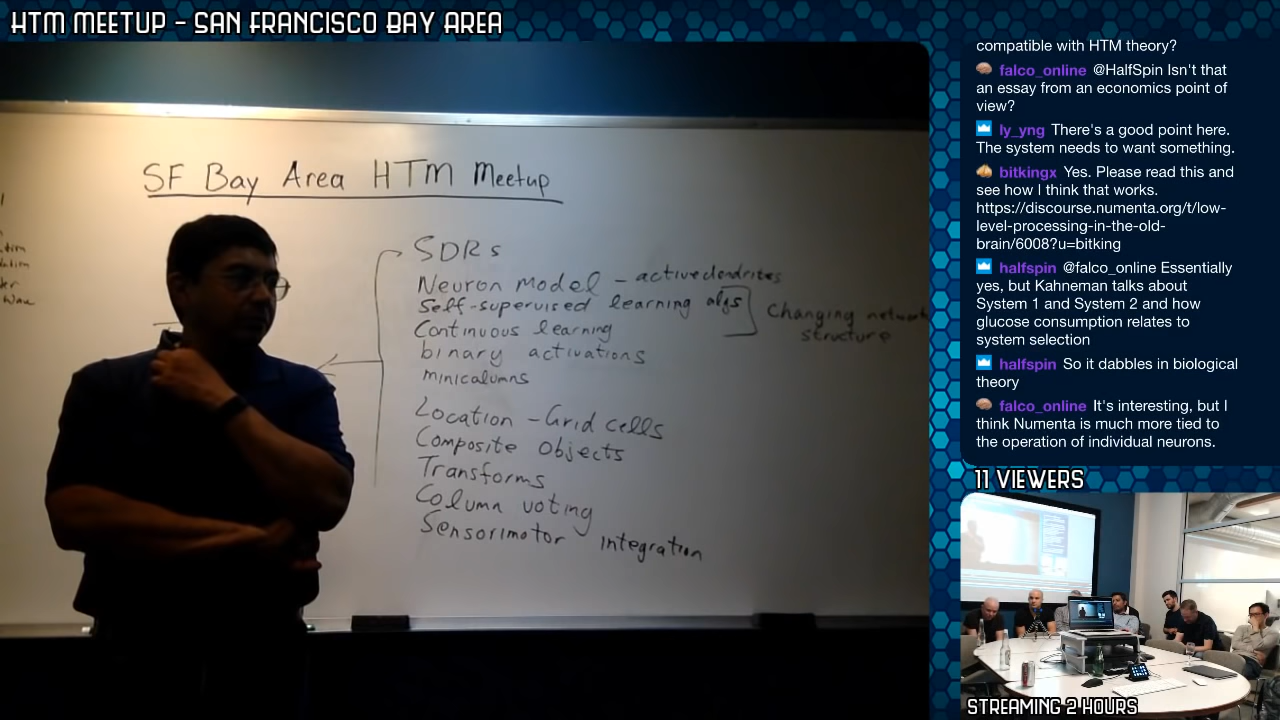 HTM MEETUP - SAN FRANCISCO BAY AREA
SF Bay Area HTM Meetup
SDRs
Neuron model - active dendrites
Self-supervised learning algs
Continuous learning
binary activations
minicolumns
Changing network
structure
Location - Grid cells
Composite Objects
Transforms
Column voting
Sensorimotor integration
compatible with HTM theory?
falco_online @HalfSpin Isn't that
an essay from an economics point of
view?
ly_yng There's a good point here.
The system needs to want something.
bitkingx Yes. Please read this and
see how I think that works.
https://discourse.numenta.org/t/low-
level-processing-in-the-old-
brain/6008?u=bitking
halfspin @falco_online Essentially
yes, but Kahneman talks about
System 1 and System 2 and how
glucose consumption relates to
system selection
halfspin So it dabbles in biological
theory
falco_online It's interesting, but I
think Numenta is much more tied to
the operation of individual neurons.
11 VIEWERS
STREAMING 2 HOURS